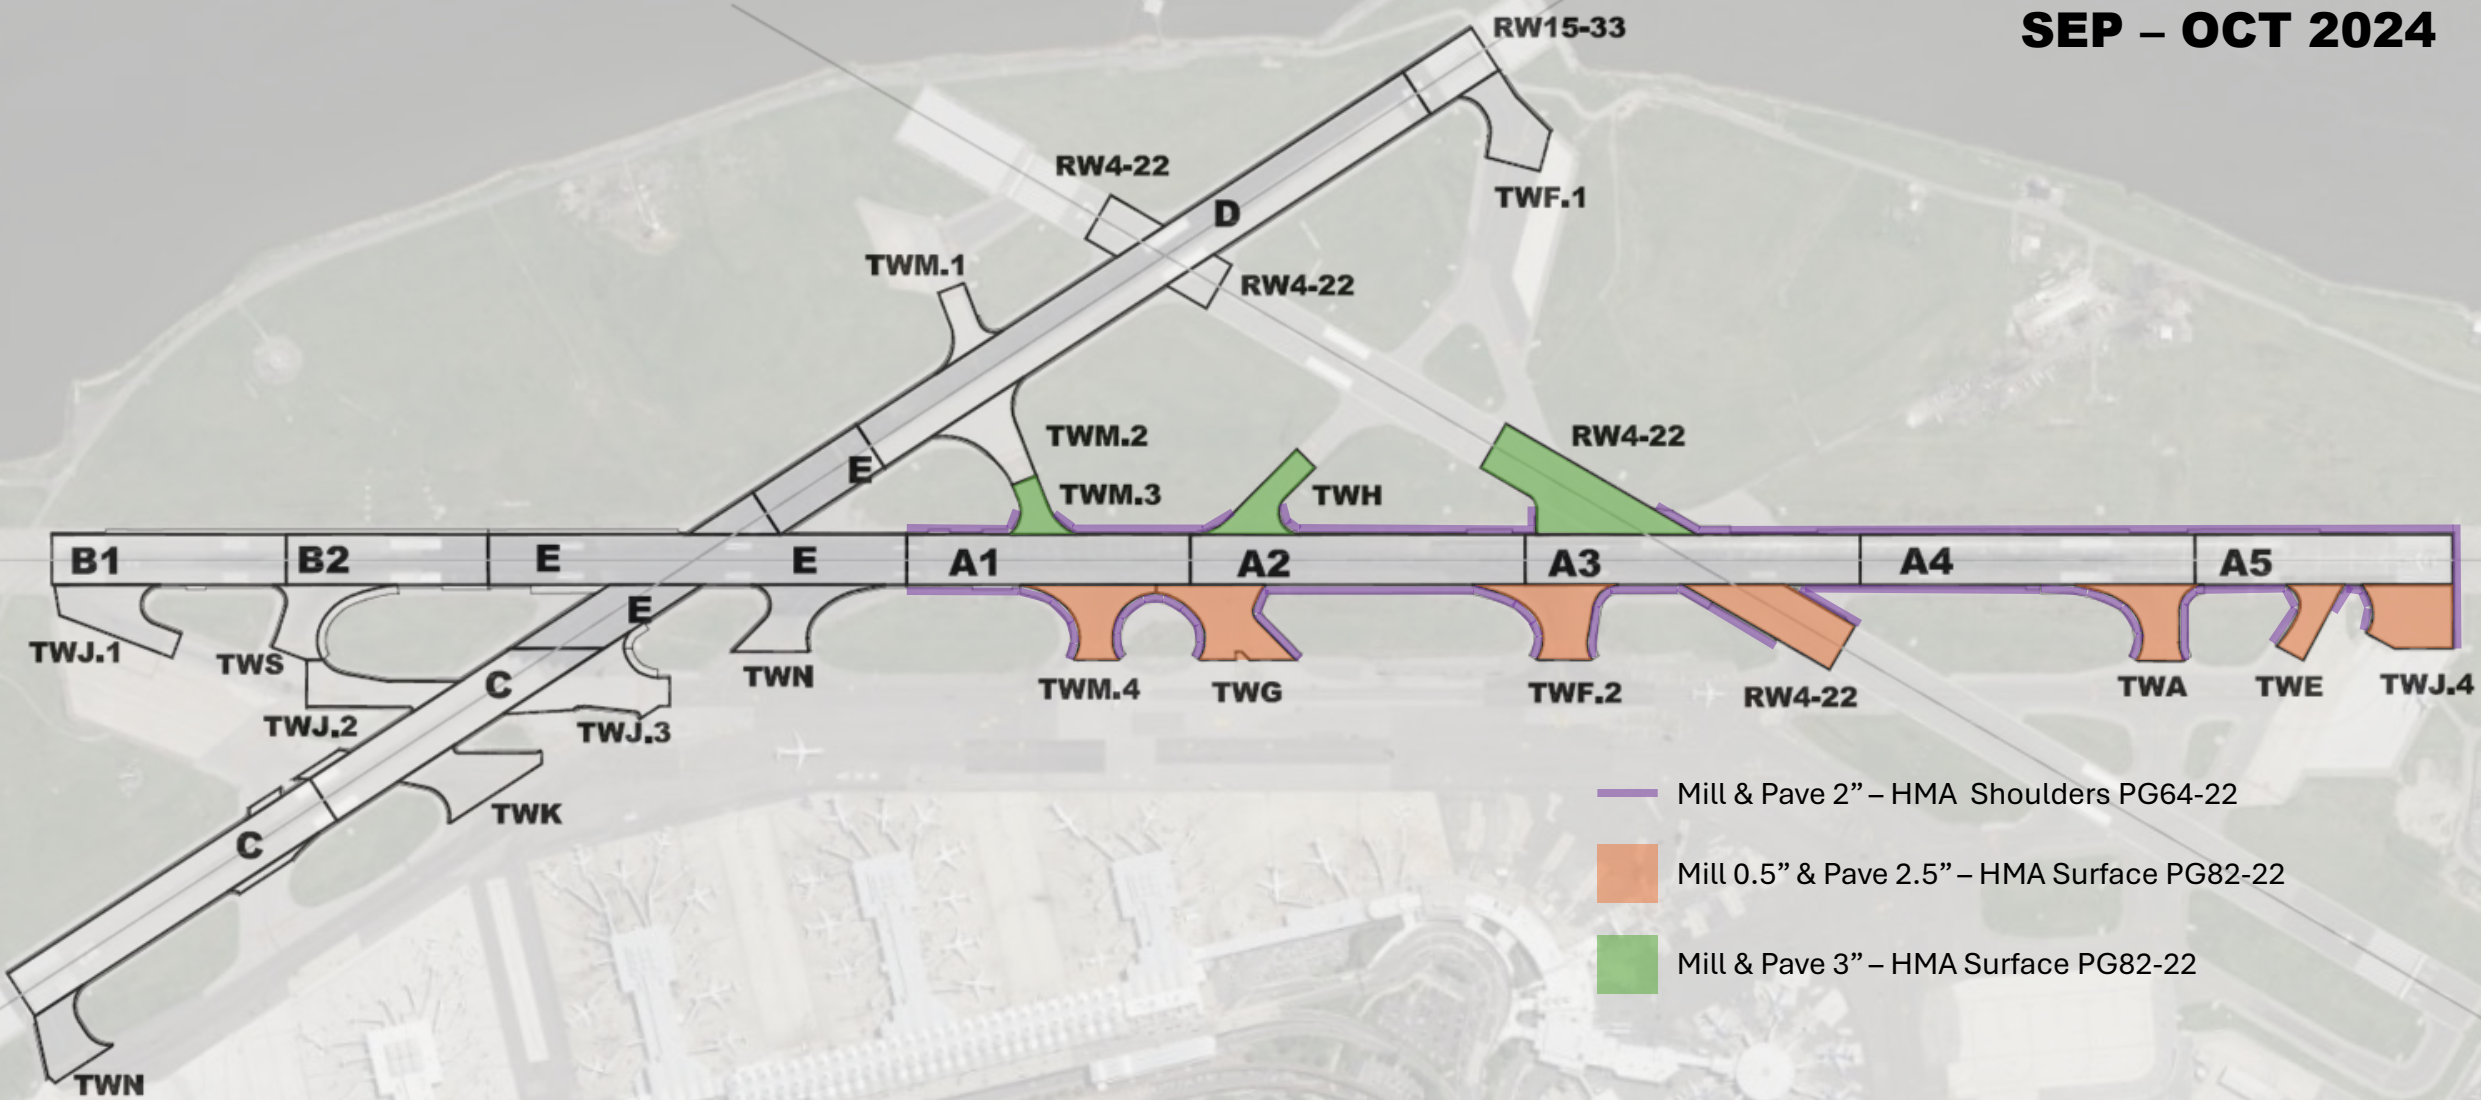 SEP – OCT 2024
RW15-33
RW4-22
TWF.1
D
TWM.1
RW4-22
TWM.2
RW4-22
E
TWM.3
TWH
B1
B2
E
E
A1
A2
A3
A4
A5
E
TWJ.1
TWS
TWN
C
TWM.4
TWG
TWF.2
RW4-22
TWA
TWE
TWJ.4
TWJ.2
TWJ.3
TWK
C
TWN
Mill & Pave 2” – HMA Shoulders PG64-22
Mill 0.5” & Pave 2.5” – HMA Surface PG82-22
Mill & Pave 3” – HMA Surface PG82-22